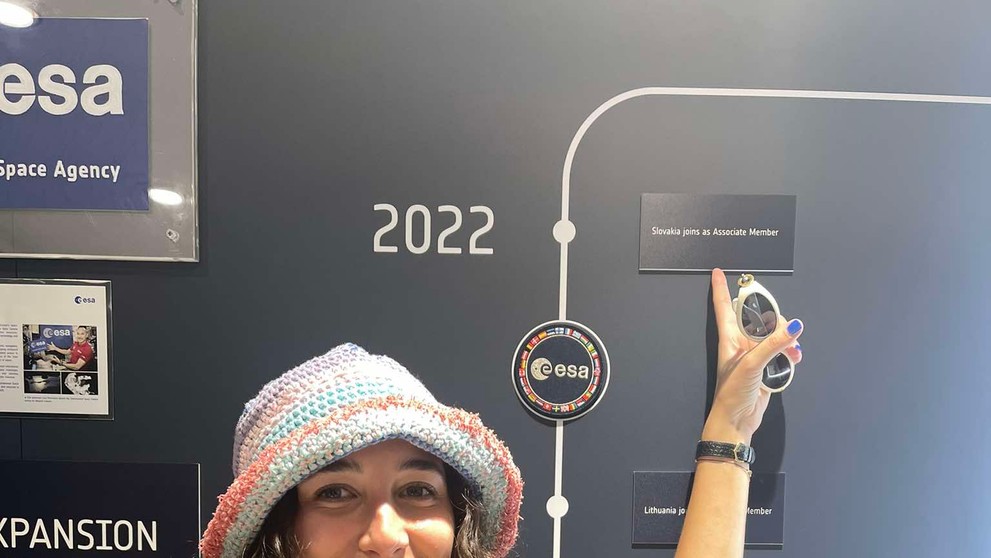 esa
Space Agency
2022
Slovakia joins as Associate Member
esa
esa
esa
Lithuania jo
Member
XPANSION